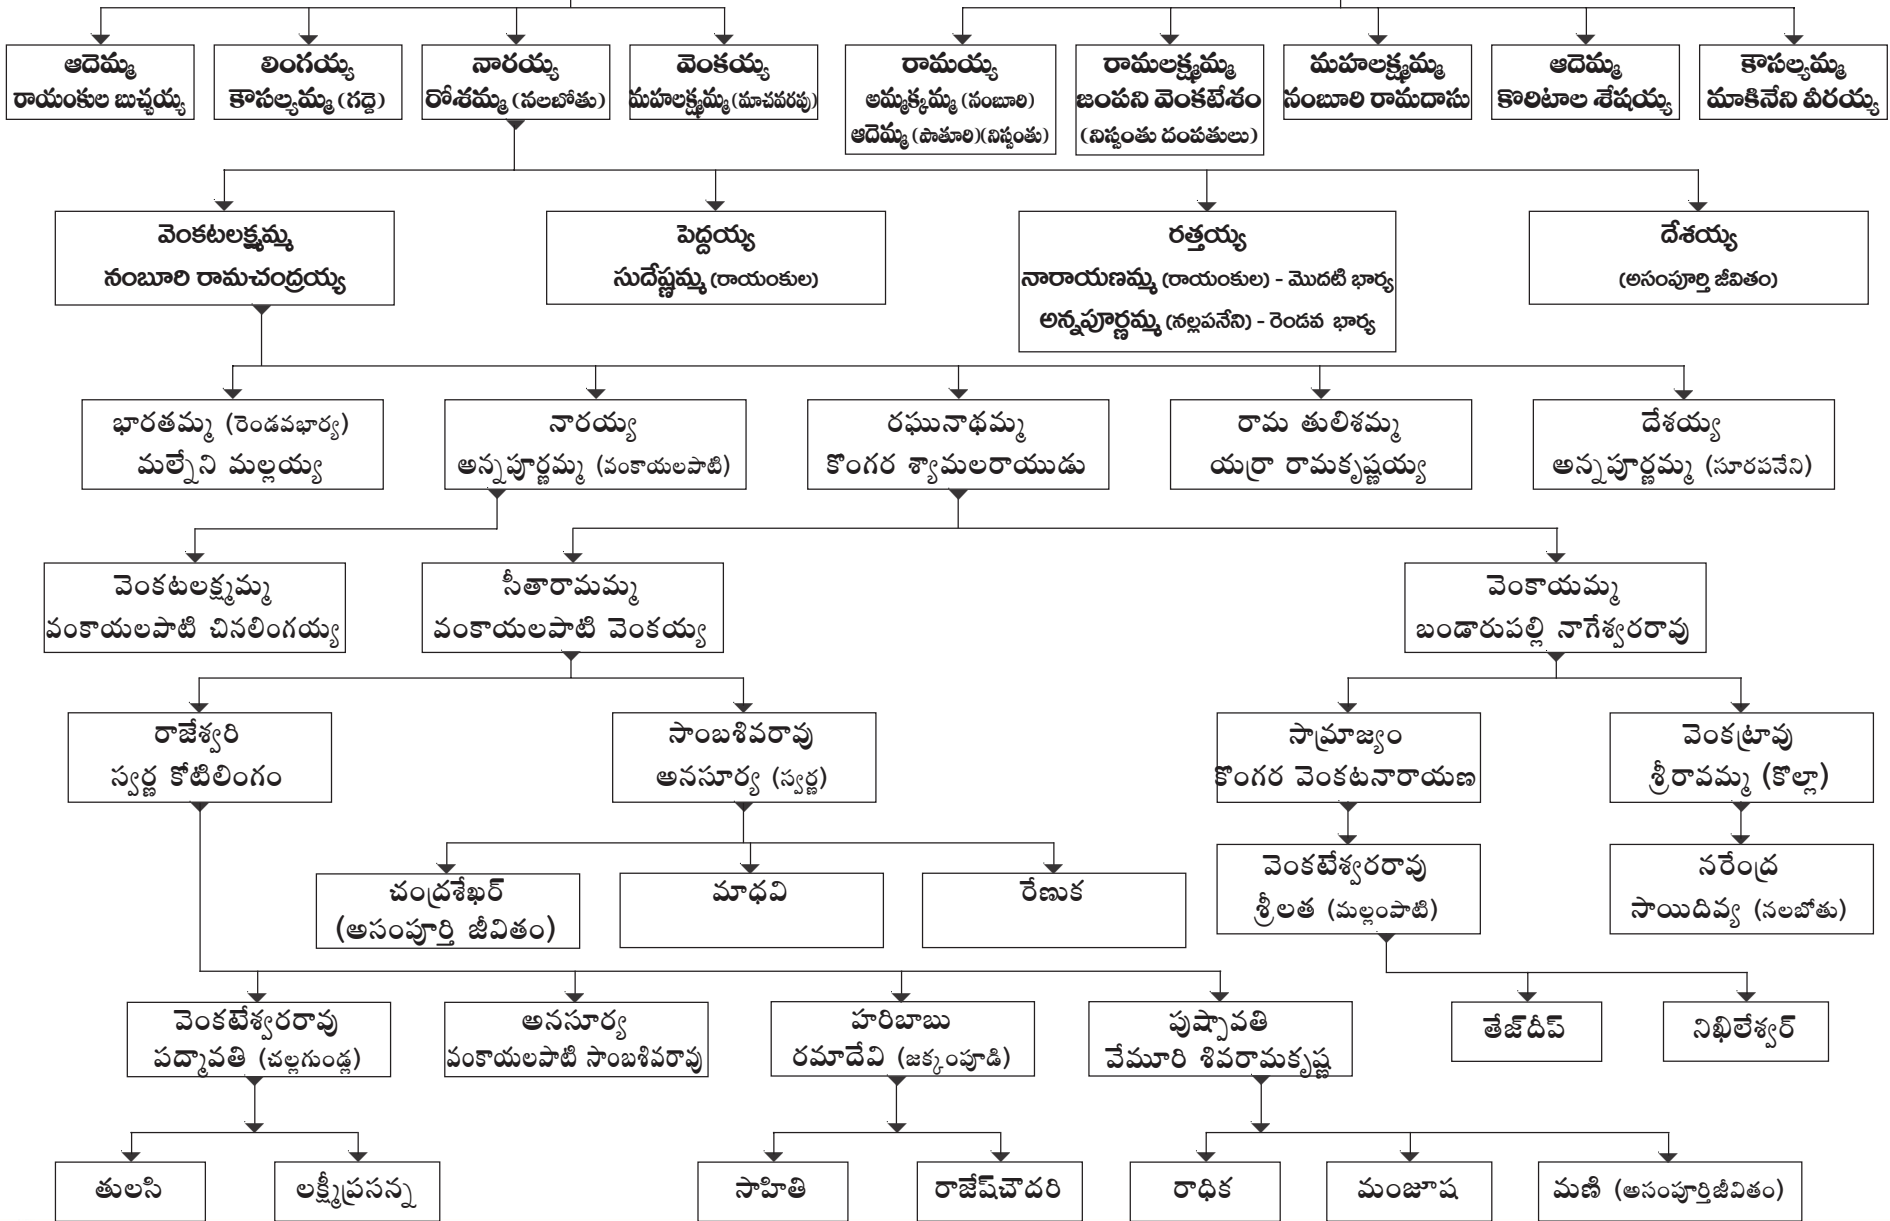 ఆదెమ్మ
రాయంకుల బుచ్చయ్య
లింగయ్య
కౌసల్యమ్మ (గద్దె)
నారయ్య
రోశమ్మ (నలబోతు)
వెంకయ్య
మహలక్ష్మమ్మ (మాచవరపు)
రామయ్య
అమ్మక్కమ్మ (నంబూరి)
ఆదెమ్మ (పాతూరి)(నిస్సంతు)
రామలక్ష్మమ్మ
జంపని వెంకటేశం
(నిస్సంతు దంపతులు)
మహలక్ష్మమ్మ
నంబూరి రామదాసు
ఆదెమ్మ
కొరిటాల శేషయ్య
కౌసల్యమ్మ
మాకినేని వీరయ్య
వెంకటలక్ష్మమ్మ
నంబూరి రామచంద్రయ్య
పెద్దయ్య
సుదేష్ణమ్మ (రాయంకుల)
రత్తయ్య
నారాయణమ్మ (రాయంకుల) - మొదటి భార్య
అన్నపూర్ణమ్మ (నల్లపనేని) - రెండవ భార్య
దేశయ్య
(అసంపూర్తి జీవితం)
భారతమ్మ (రెండవభార్య)
మల్నేని మల్లయ్య
నారయ్య
అన్నపూర్ణమ్మ (వంకాయలపాటి)
రఘునాథమ్మ
కొంగర శ్యామలరాయుడు
రామ తులిశమ్మ
యర్రా రామకృష్ణయ్య
దేశయ్య
అన్నపూర్ణమ్మ (సూరపనేని)
వెంకటలక్ష్మమ్మ
వంకాయలపాటి చినలింగయ్య
సీతారామమ్మ
వంకాయలపాటి వెంకయ్య
వెంకాయమ్మ
బండారుపల్లి నాగేశ్వరరావు
రాజేశ్వరి
స్వర్ణ కోటిలింగం
సాంబశివరావు
అనసూర్య (స్వర్ణ)
సామ్రాజ్యం
కొంగర వెంకటనారాయణ
వెంకట్రావు
శ్రీరావమ్మ (కొల్లా)
చంద్రశేఖర్
(అసంపూర్తి జీవితం)
మాధవి
రేణుక
వెంకటేశ్వరరావు
శ్రీలత (మల్లంపాటి)
నరేంద్ర
సాయిదివ్య (నలబోతు)
వెంకటేశ్వరరావు
పద్మావతి (చల్లగుండ్ల)
అనసూర్య
వంకాయలపాటి సాంబశివరావు
హరిబాబు
రమాదేవి (జక్కంపూడి)
పుష్పావతి
వేమూరి శివరామకృష్ణ
తేజ్‌దీప్
నిఖిలేశ్వర్
తులసి
లక్ష్మీప్రసన్న
సాహితి
రాజేష్‌చౌదరి
రాధిక
మంజూష
మణి (అసంపూర్తిజీవితం)